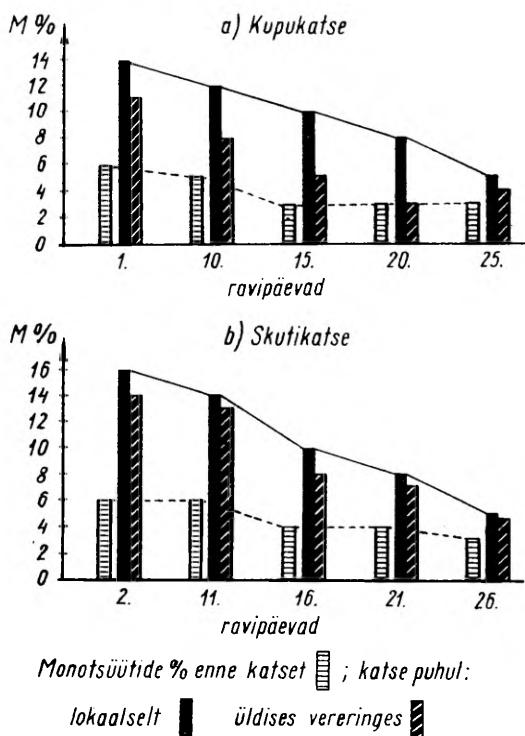 M%
a) Kupukatse
14
12
10
8
6
4
2
0
1. 10. 15. 20. 25.
ravipäevad
M%
b) Skutikatse
16
14
12
10
8
6
4
2
0
2. 11. 16. 21. 26.
ravipäevad
Monotsüütide % enne katset ; katse puhul:
lokaalselt üldises vereringes